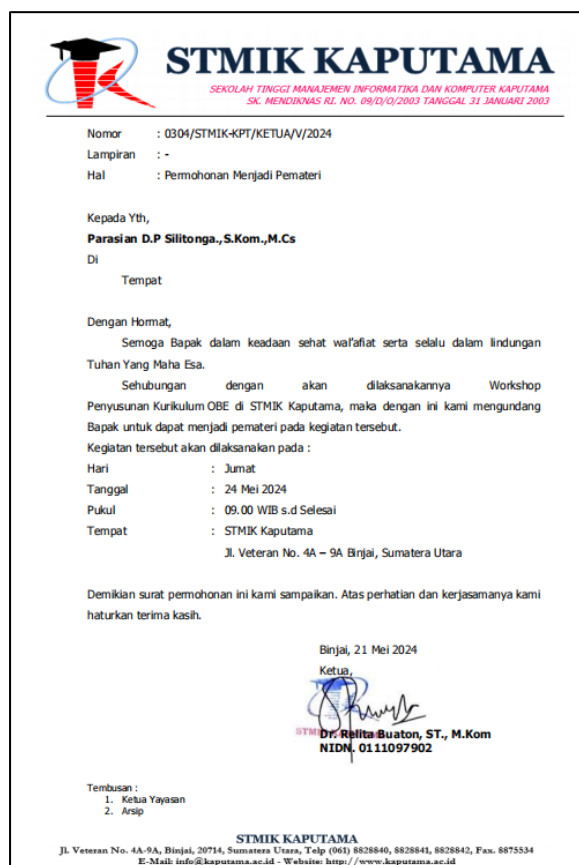 STMIK KAPUTAMA
SEKOLAH TINGGI MANAJEMEN INFORMATIKA DAN KOMPUTER KAPUTAMA
SK. MENDIKNAS RI. NO. 09/D/O/2003 TANGGAL 31 JANUARI 2003
Nomor : 0304/STMIK-KPT/KETUA/V/2024
Lampiran : -
Hal : Permohonan Menjadi Pemateri
Kepada Yth,
Parasian D.P Silitonga.,S.Kom.,M.Cs
Di
Tempat
Dengan Hormat,
Semoga Bapak dalam keadaan sehat wal'afiat serta selalu dalam lindungan
Tuhan Yang Maha Esa.
Sehubungan dengan akan dilaksanakannya Workshop
Penyusunan Kurikulum OBE di STMIK Kaputama, maka dengan ini kami mengundang
Bapak untuk dapat menjadi pemateri pada kegiatan tersebut.
Kegiatan tersebut akan dilaksanakan pada :
Hari : Jumat
Tanggal : 24 Mei 2024
Pukul : 09.00 WIB s.d Selesai
Tempat : STMIK Kaputama
Jl. Veteran No. 4A – 9A Binjai, Sumatera Utara
Demikian surat permohonan ini kami sampaikan. Atas perhatian dan kerjasamanya kami
haturkan terima kasih.
Binjai, 21 Mei 2024
Ketua,
Dr. Relita Buaton, ST., M.Kom
NIDN. 0111097902
Tembusan :
1. Ketua Yayasan
2. Arsip
STMIK KAPUTAMA
Jl. Veteran No. 4A-9A, Binjai, 20714, Sumatera Utara, Telp (061) 8828840, 8828841, 8828842, Fax. 8875534
E-Mail: info@kaputama.ac.id - Website: http://www.kaputama.ac.id